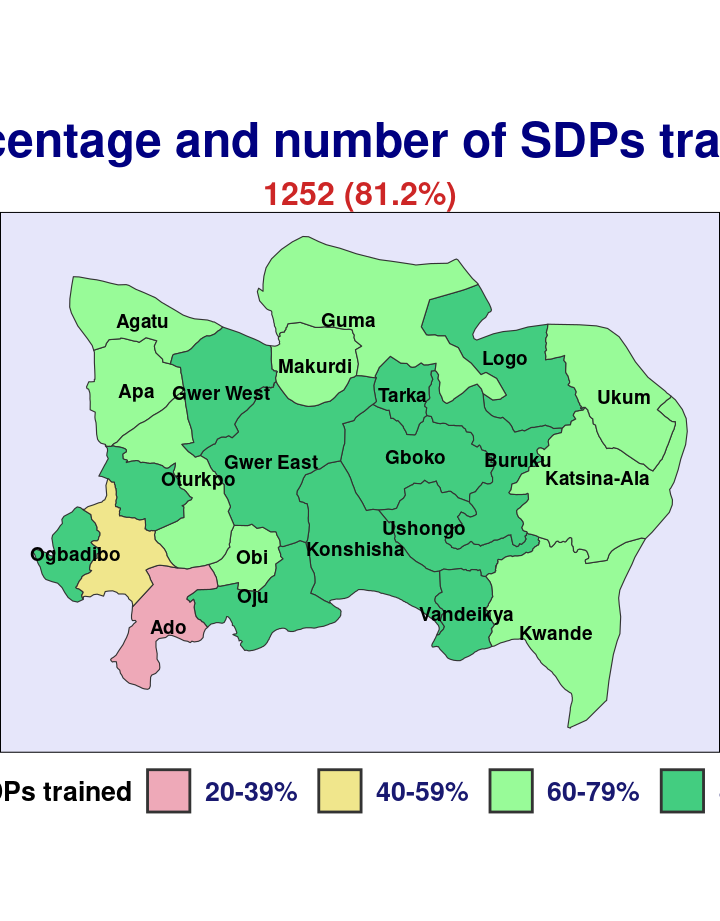 centage and number of SDPs tra
1252 (81.2%)
Agatu
Guma
Makurdi
Logo
Apa
Gwer West
Tarka
Ukum
Gwer East
Gboko
Buruku
Oturkpo
Katsina-Ala
Ushongo
Ogbadibo
Obi
Konshisha
Oju
Vandeikya
Ado
Kwande
DPs trained 20-39% 40-59% 60-79%